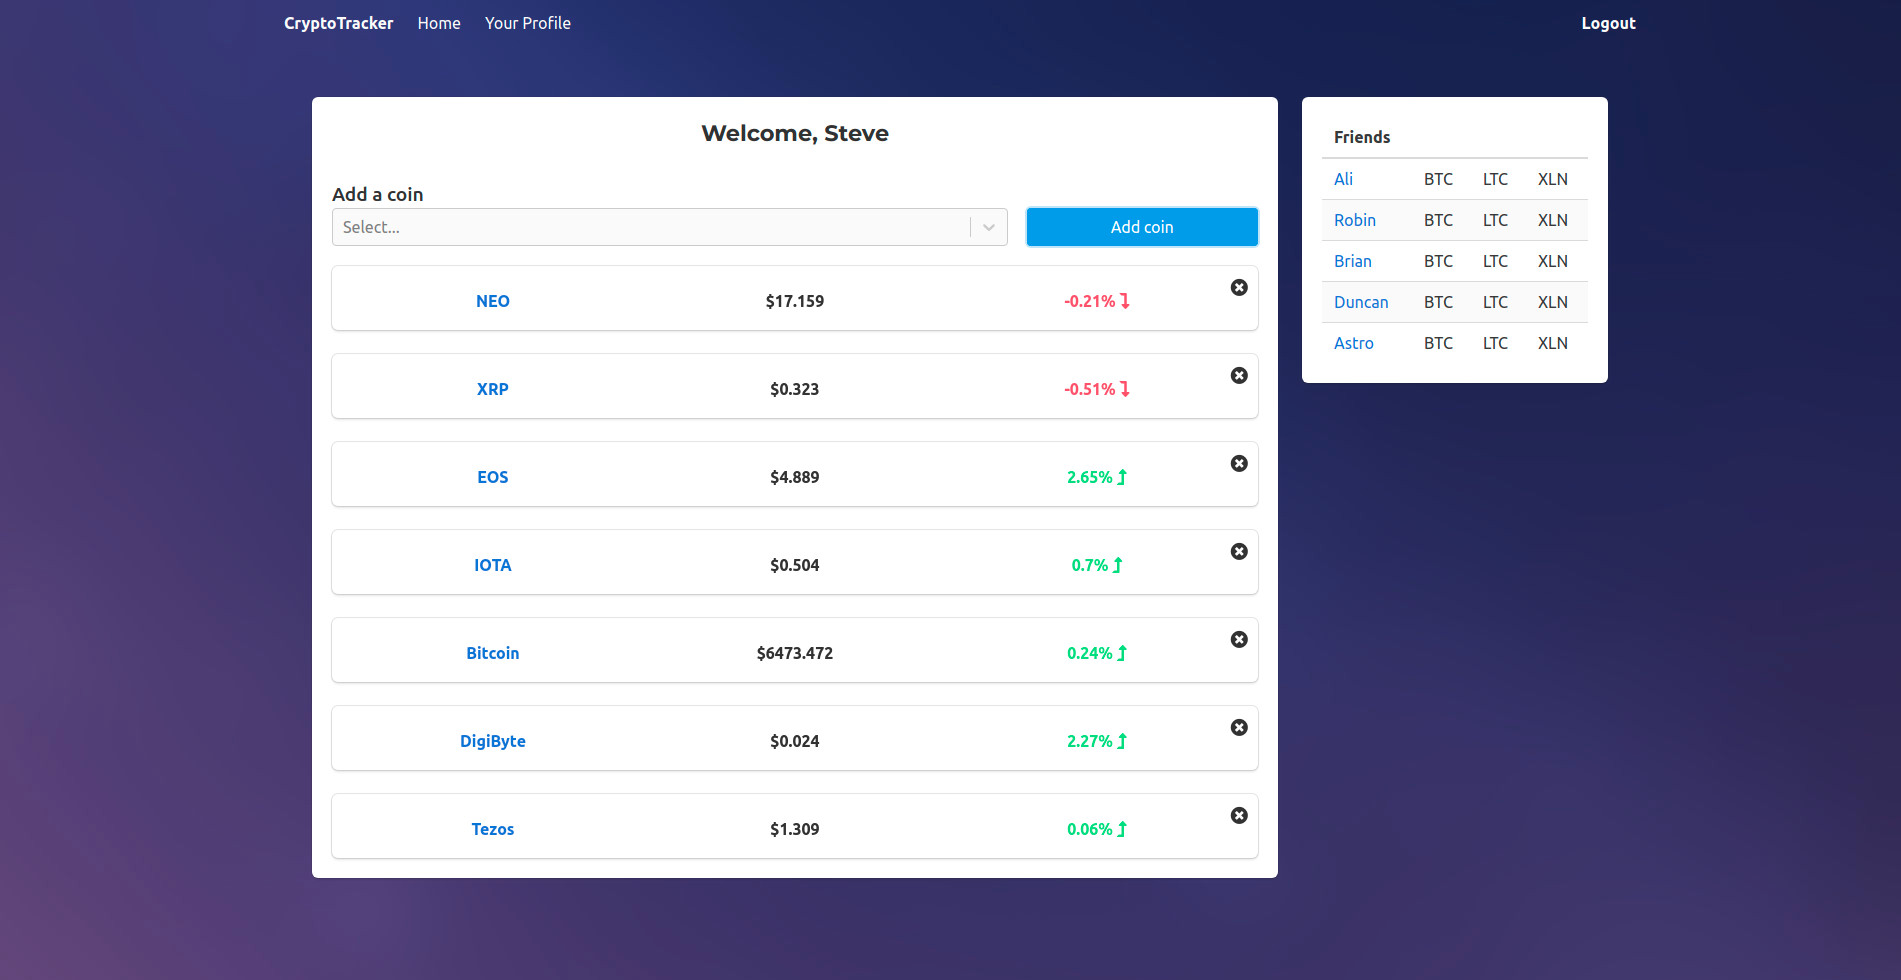 CryptoTracker Home Your Profile Logout
Welcome, Steve
Add a coin
Select... Add coin
NEO $17.159 -0.21%
XRP $0.323 -0.51%
EOS $4.889 2.65%
IOTA $0.504 0.7%
Bitcoin $6473.472 0.24%
DigiByte $0.024 2.27%
Tezos $1.309 0.06%
Friends
Ali BTC LTC XLN
Robin BTC LTC XLN
Brian BTC LTC XLN
Duncan BTC LTC XLN
Astro BTC LTC XLN